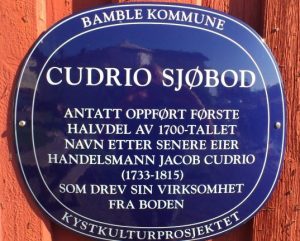 BAMBLE KOMMUNE
CUDRIO SJØBOD
ANTATT OPPFØRT FØRSTE
HALVDEL AV 1700-TALLET
NAVN ETTER SENERE EIER
HANDELSMANN JACOB CUDRIO
(1733-1815)
SOM DREV SIN VIRKSOMHET
FRA BODEN
KYSTKULTURPROSJEKTET